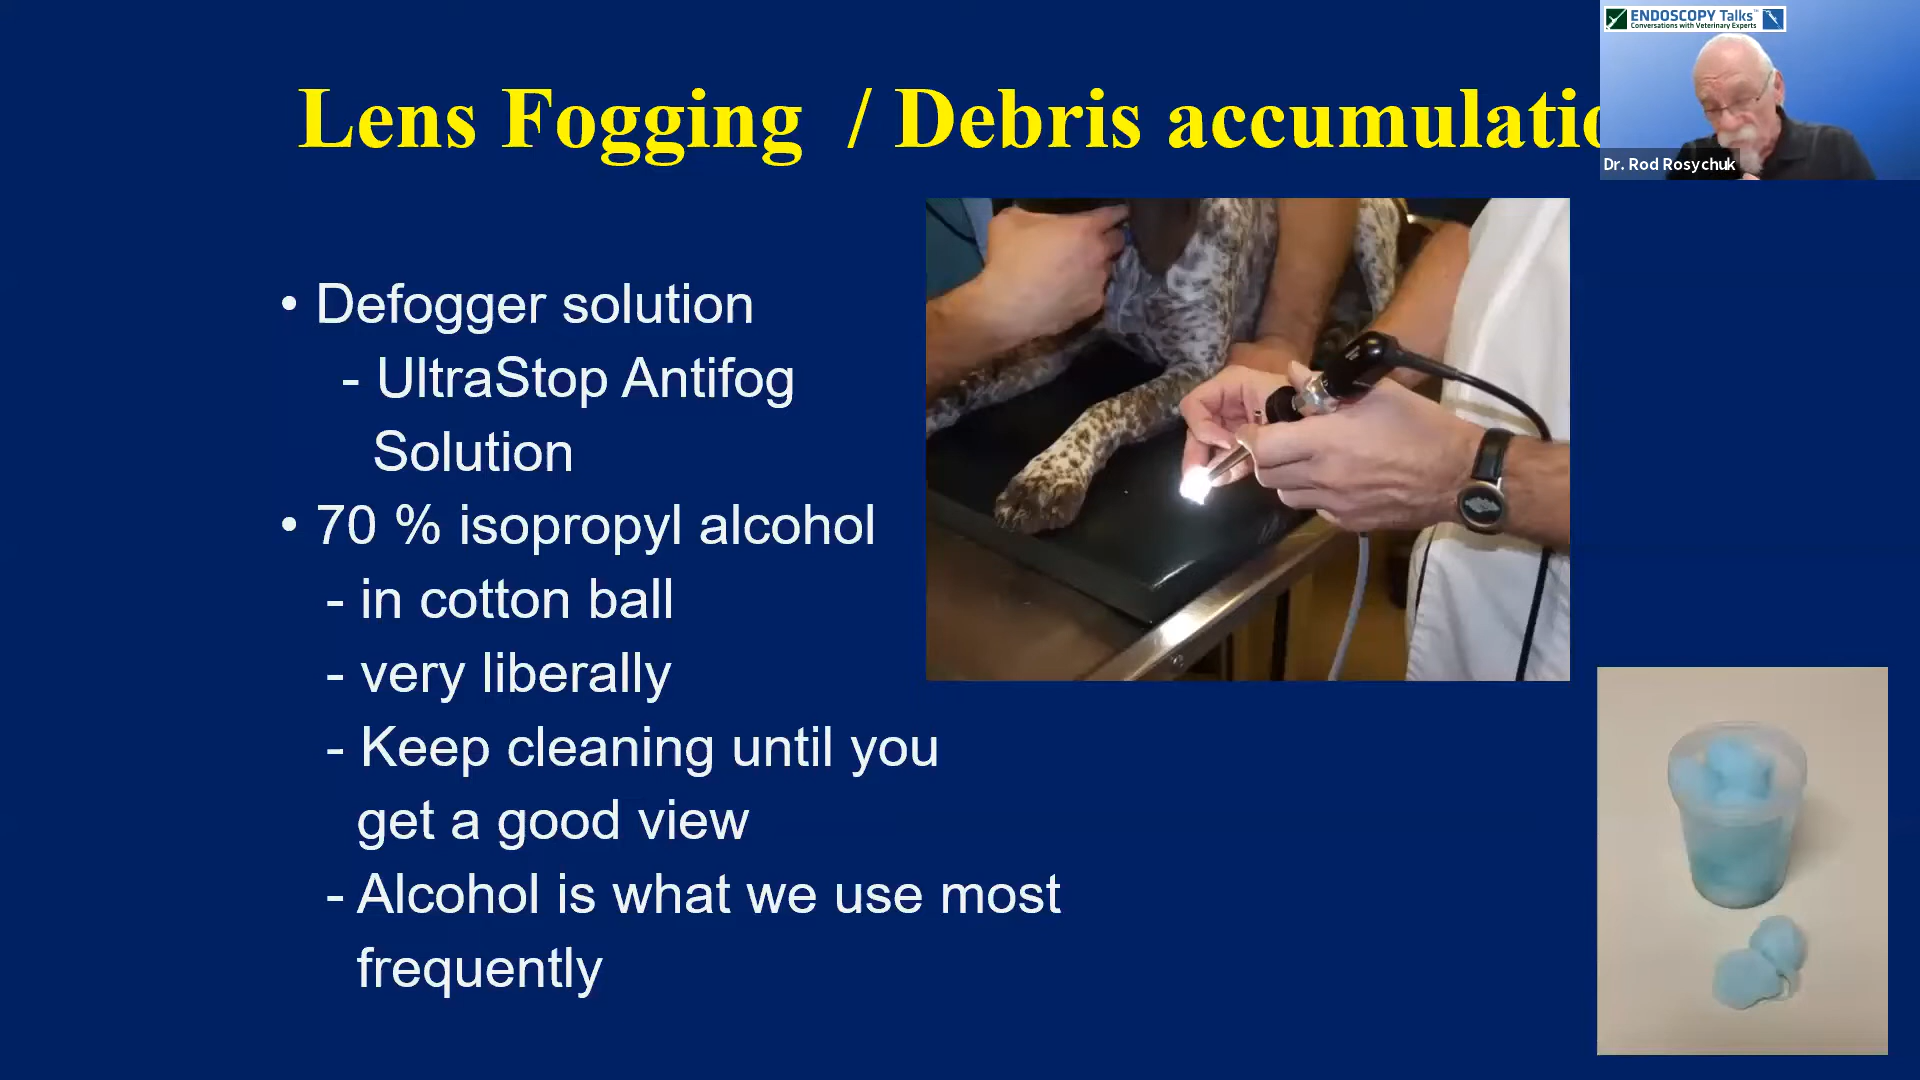 ENDOSCOPY Talks™
Conversations with Veterinary Experts
Lens Fogging / Debris accumulatio
Dr. Rod Rosychuk
• Defogger solution
- UltraStop Antifog
Solution
• 70 % isopropyl alcohol
- in cotton ball
- very liberally
- Keep cleaning until you
get a good view
- Alcohol is what we use most
frequently